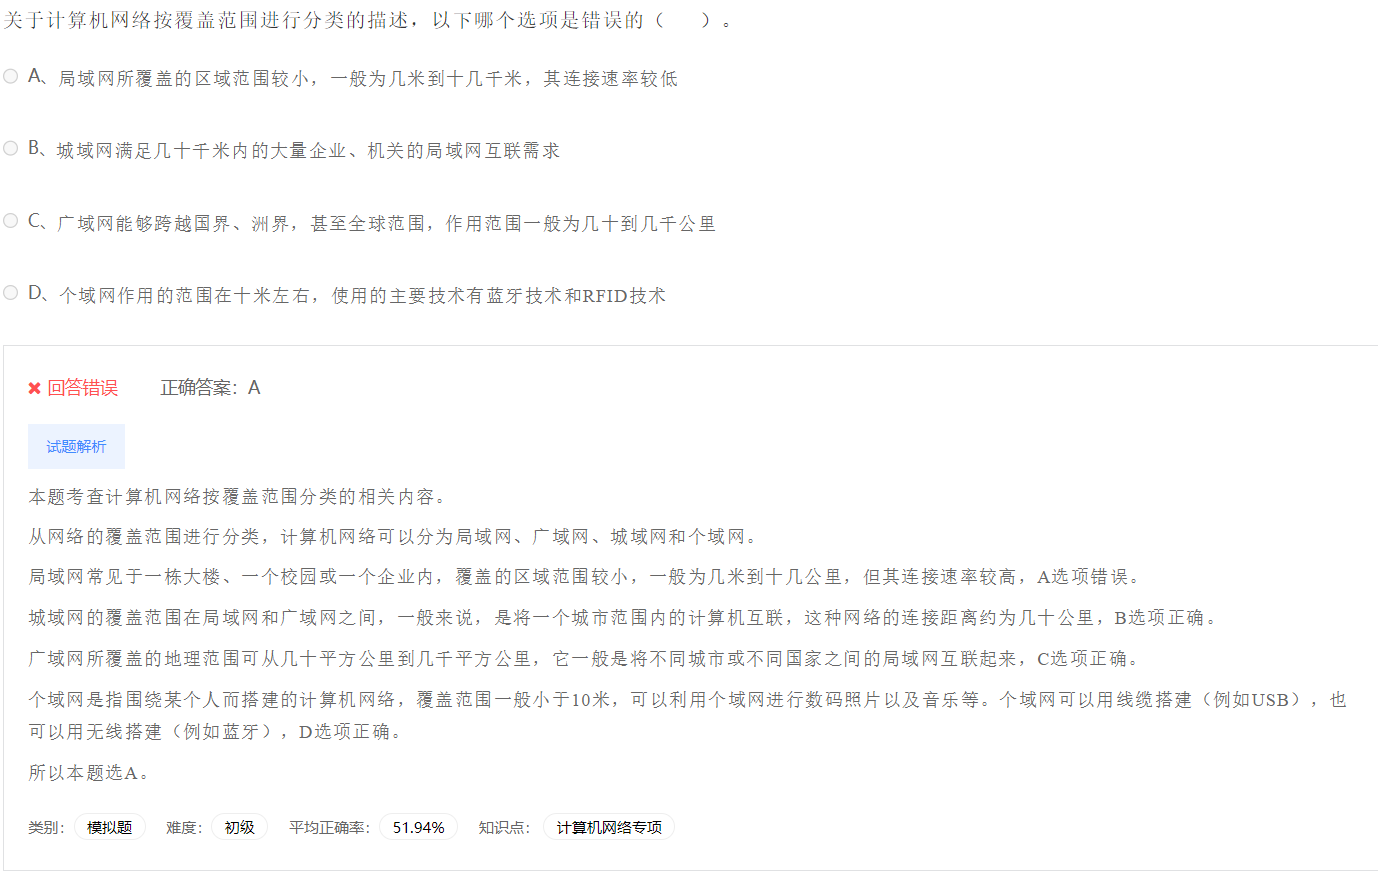 关于计算机网络按覆盖范围进行分类的描述，以下哪个选项是错误的（　　）。
A、局域网所覆盖的区域范围较小，一般为几米到十几千米，其连接速率较低
B、城域网满足几十千米内的大量企业、机关的局域网互联需求
C、广域网能够跨越国界、洲界，甚至全球范围，作用范围一般为几十到几千公里
D、个域网作用的范围在十米左右，使用的主要技术有蓝牙技术和RFID技术
✖ 回答错误　　正确答案：A
试题解析
本题考查计算机网络按覆盖范围分类的相关内容。
从网络的覆盖范围进行分类，计算机网络可以分为局域网、广域网、城域网和个域网。
局域网常见于一栋大楼、一个校园或一个企业内，覆盖的区域范围较小，一般为几米到十几公里，但其连接速率较高，A选项错误。
城域网的覆盖范围在局域网和广域网之间，一般来说，是将一个城市范围内的计算机互联，这种网络的连接距离约为几十公里，B选项正确。
广域网所覆盖的地理范围可从几十平方公里到几千平方公里，它一般是将不同城市或不同国家之间的局域网互联起来，C选项正确。
个域网是指围绕某个人而搭建的计算机网络，覆盖范围一般小于10米，可以利用个域网进行数码照片以及音乐等。个域网可以用线缆搭建（例如USB），也
可以用无线搭建（例如蓝牙），D选项正确。
所以本题选A。
类别： 模拟题　难度： 初级　平均正确率： 51.94%　知识点： 计算机网络专项